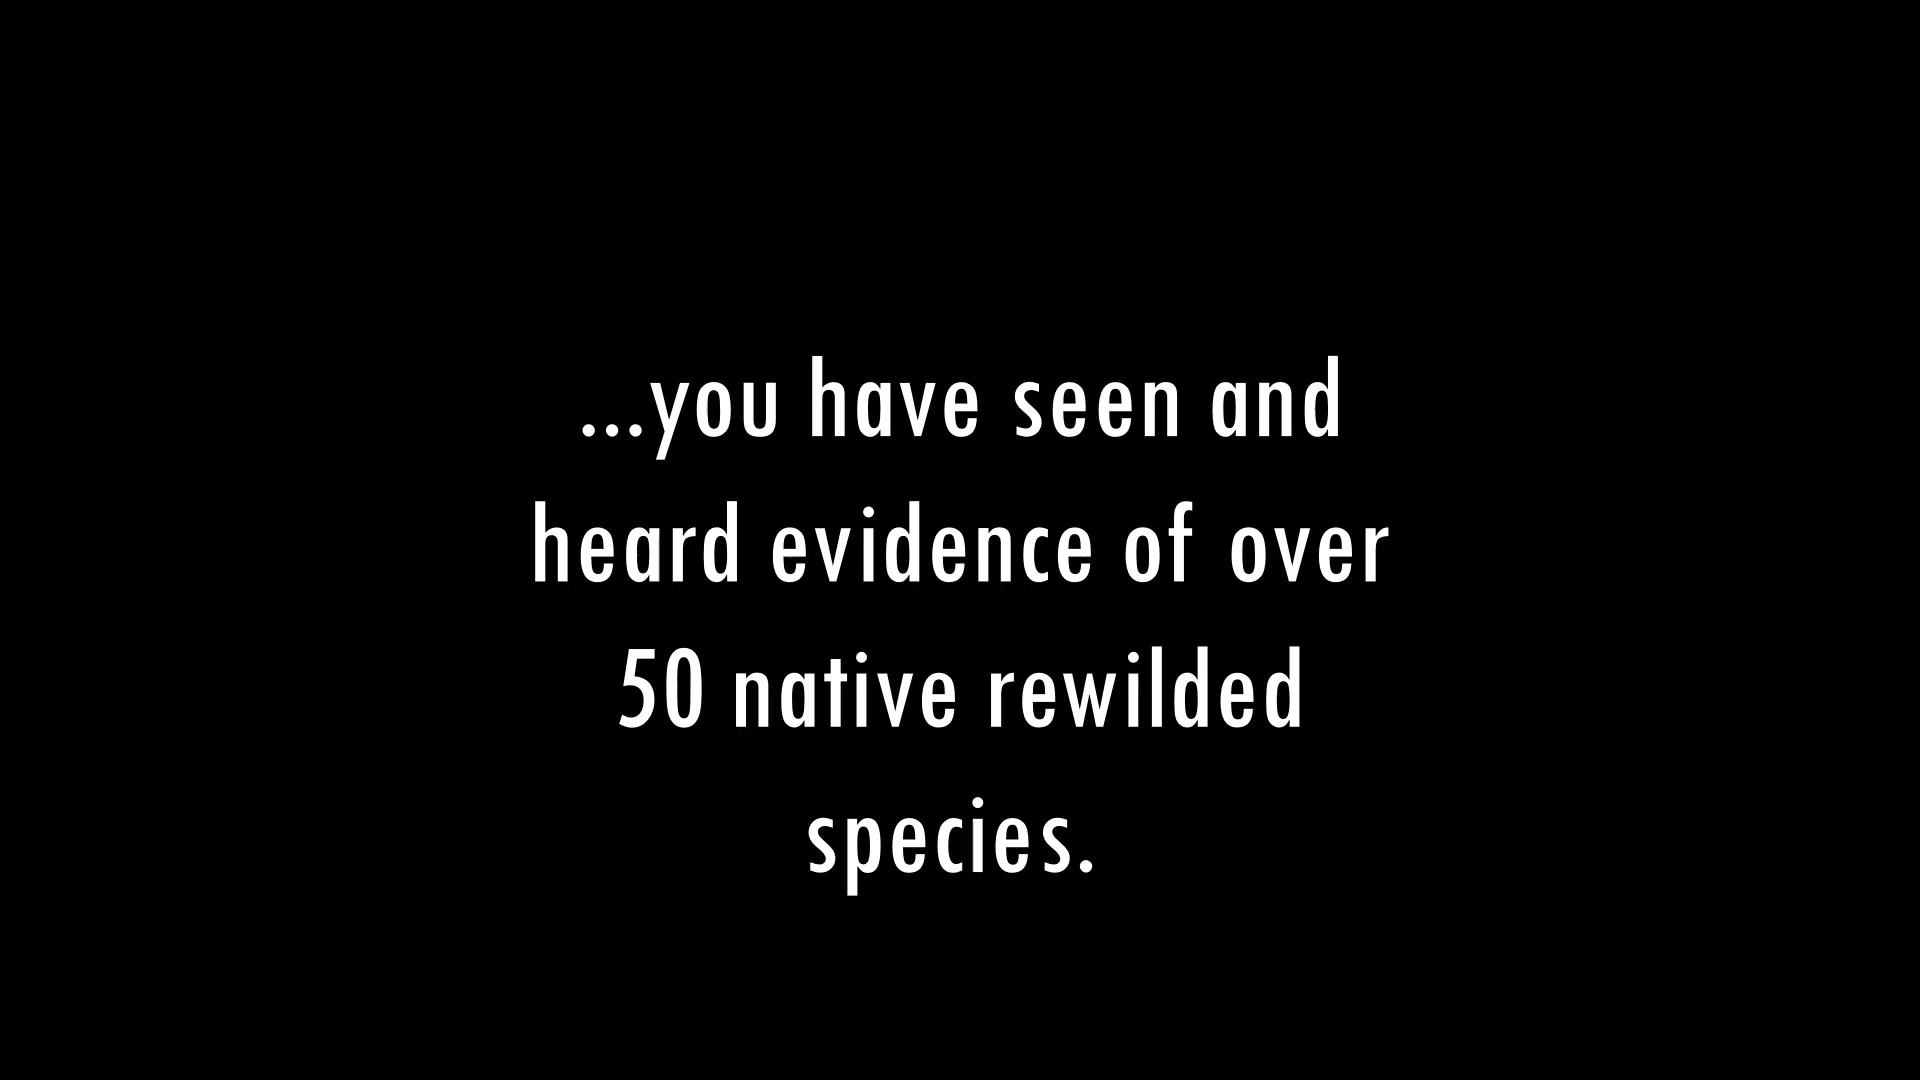 ...you have seen and
heard evidence of over
50 native rewilded
species.